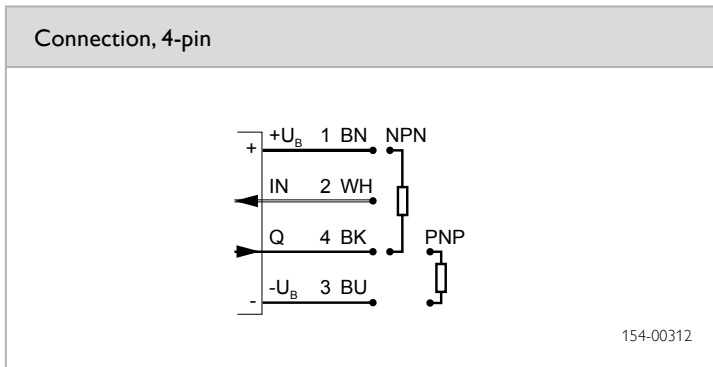 Connection, 4-pin
+U_B 1 BN NPN
+
IN 2 WH
Q 4 BK PNP
-U_B 3 BU
-
154-00312